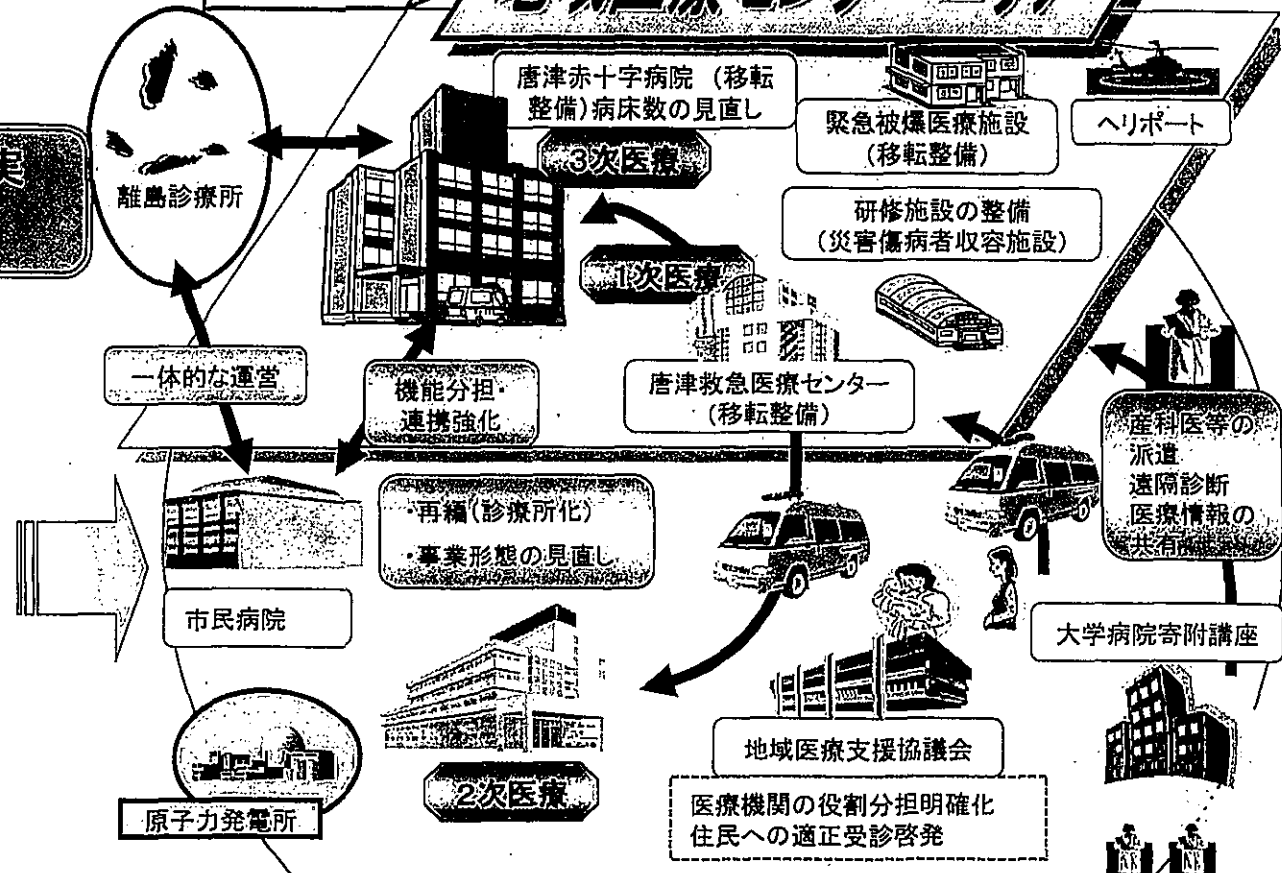 唐津赤十字病院 (移転
整備)病床数の見直し
3次医療
緊急被爆医療施設
(移転整備)
ヘリポート
離島診療所
研修施設の整備
(災害傷病者収容施設)
1次医療
一体的な運営
機能分担・
連携強化
唐津救急医療センター
(移転整備)
産科医等の
派遣
遠隔診断
医療情報の
共有
・再編(診療所化)
・事業形態の見直し
市民病院
大学病院寄附講座
地域医療支援協議会
2次医療
医療機関の役割分担明確化
住民への適正受診啓発
原子力発電所